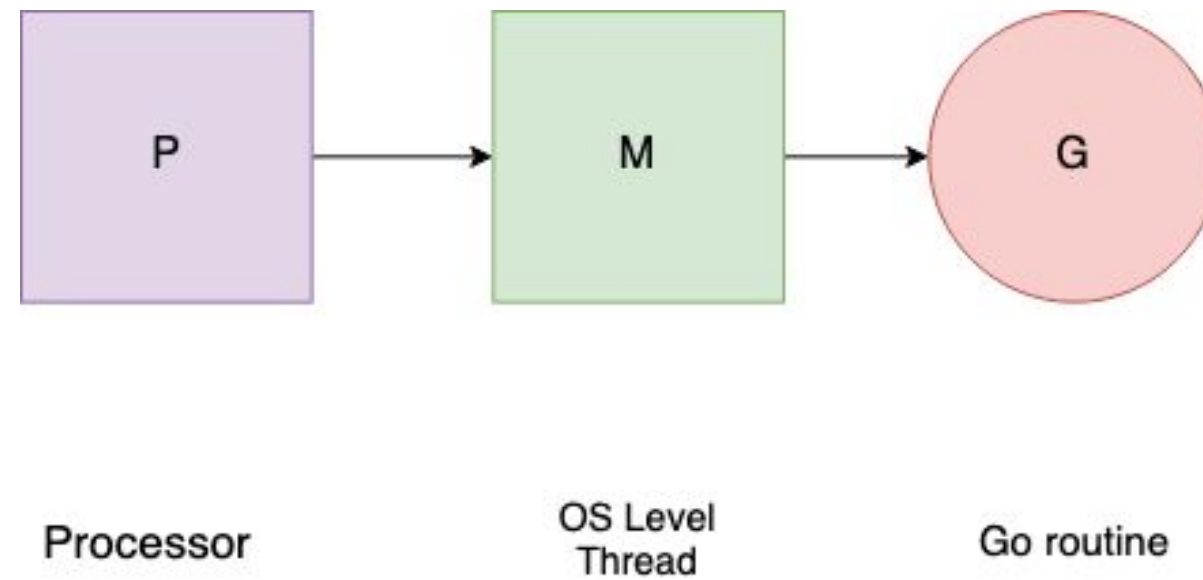 P
M
G
Processor
OS Level
Thread
Go routine